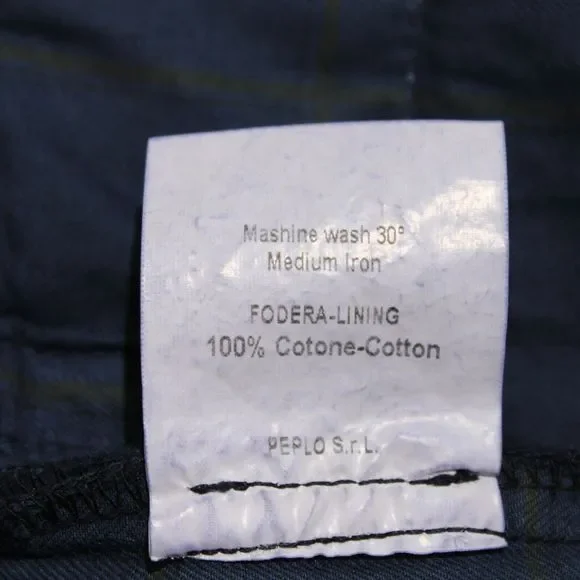 Mashine wash 30°
Medium Iron
FODERA-LINING
100% Cotone-Cotton
PEPLO S.r.L.